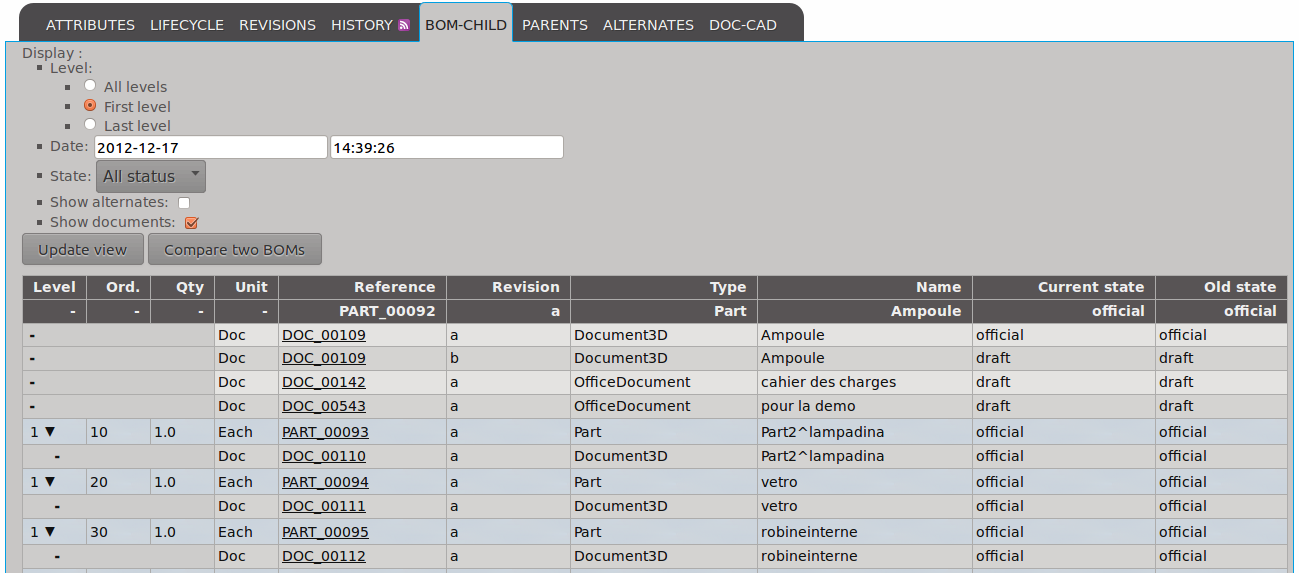 ATTRIBUTES LIFECYCLE REVISIONS HISTORY BOM-CHILD PARENTS ALTERNATES DOC-CAD
Display :
Level:
All levels
First level
Last level
Date: 2012-12-17 14:39:26
State: All status
Show alternates:
Show documents:
Update view Compare two BOMs
Level Ord. Qty Unit Reference Revision Type Name Current state Old state
- - - - PART_00092 a Part Ampoule official official
- Doc DOC_00109 a Document3D Ampoule official official
- Doc DOC_00109 b Document3D Ampoule draft draft
- Doc DOC_00142 a OfficeDocument cahier des charges draft draft
- Doc DOC_00543 a OfficeDocument pour la demo draft draft
1 ▼ 10 1.0 Each PART_00093 a Part Part2^lampadina official official
- Doc DOC_00110 a Document3D Part2^lampadina official official
1 ▼ 20 1.0 Each PART_00094 a Part vetro official official
- Doc DOC_00111 a Document3D vetro official official
1 ▼ 30 1.0 Each PART_00095 a Part robineinterne official official
- Doc DOC_00112 a Document3D robineinterne official official